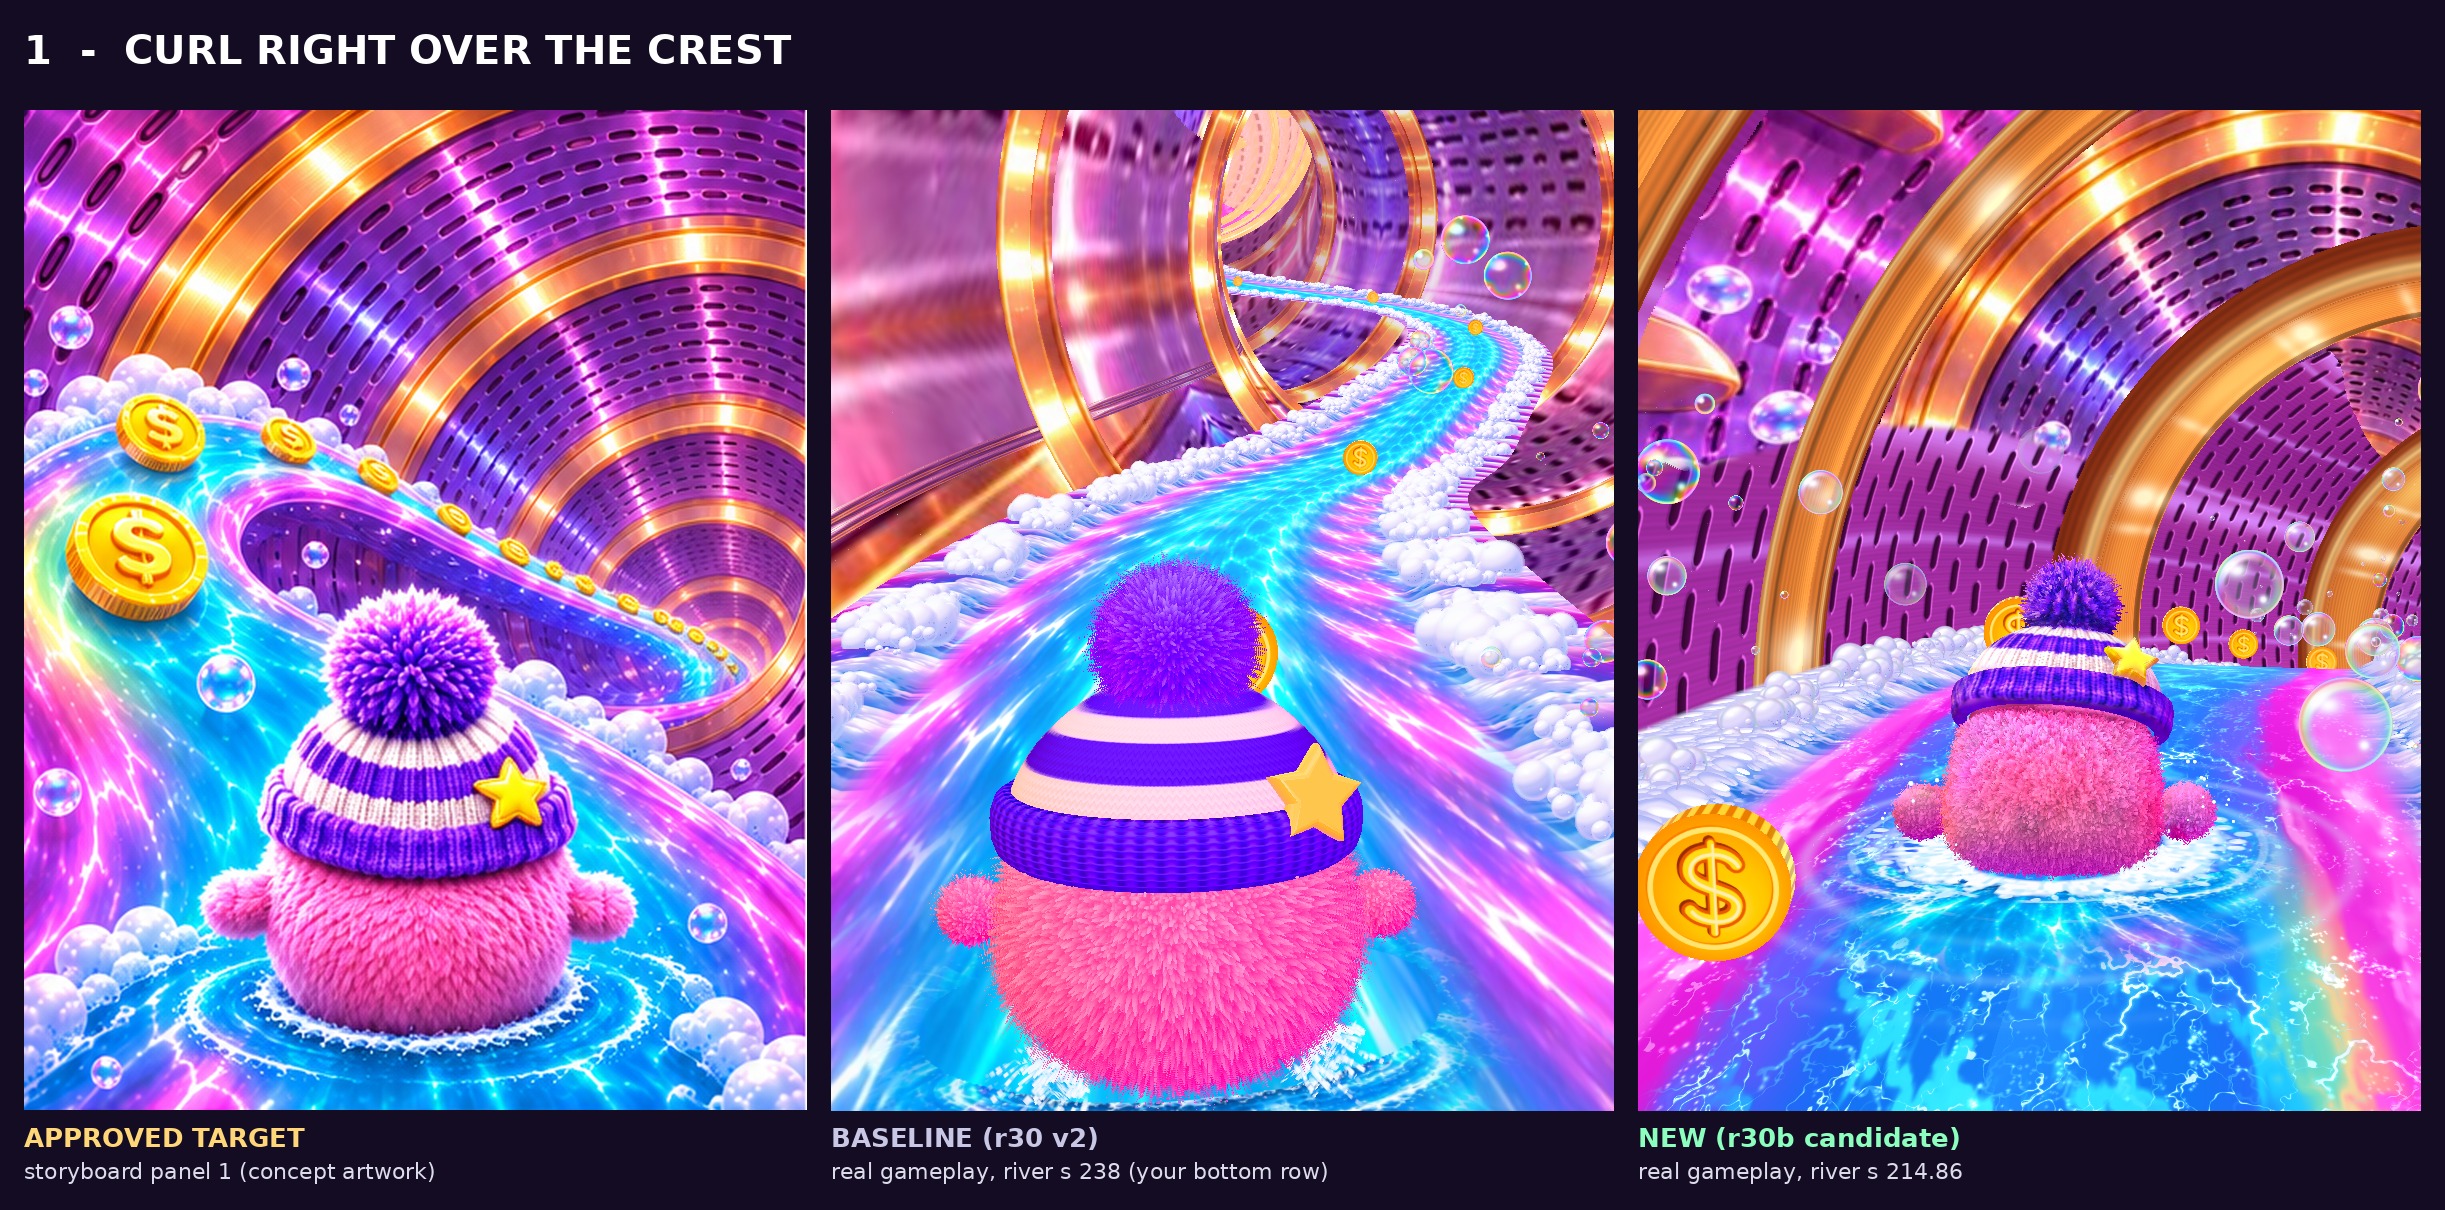 1 - CURL RIGHT OVER THE CREST
APPROVED TARGET
storyboard panel 1 (concept artwork)
BASELINE (r30 v2)
real gameplay, river s 238 (your bottom row)
NEW (r30b candidate)
real gameplay, river s 214.86